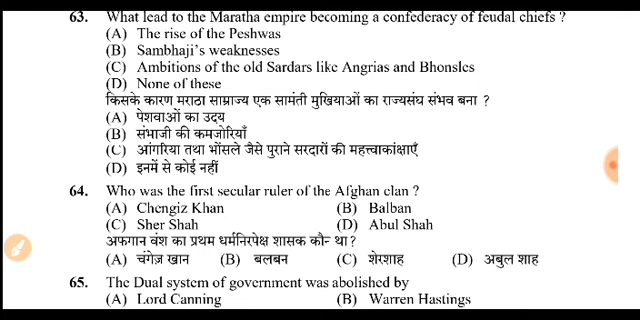 63. What lead to the Maratha empire becoming a confederacy of feudal chiefs ?
(A) The rise of the Peshwas
(B) Sambhaji's weaknesses
(C) Ambitions of the old Sardars like Angrias and Bhonsles
(D) None of these
किसके कारण मराठा साम्राज्य एक सामंती मुखियाओं का राज्यसंघ संभव बना ?
(A) पेशवाओं का उदय
(B) संभाजी की कमजोरियाँ
(C) आंगरिया तथा भोंसले जैसे पुराने सरदारों की महत्त्वाकांक्षाएँ
(D) इनमें से कोई नहीं
64. Who was the first secular ruler of the Afghan clan ?
(A) Chengiz Khan (B) Balban
(C) Sher Shah (D) Abul Shah
अफगान वंश का प्रथम धर्मनिरपेक्ष शासक कौन था ?
(A) चंगेज़ खान (B) बलबन (C) शेरशाह (D) अबुल शाह
65. The Dual system of government was abolished by
(A) Lord Canning (B) Warren Hastings